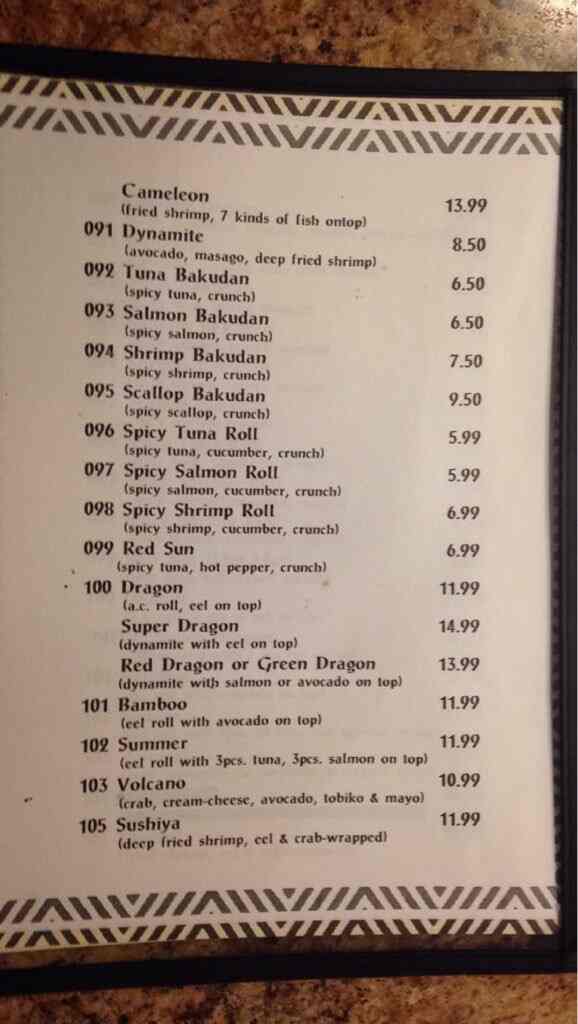 Cameleon 13.99
(fried shrimp, 7 kinds of fish ontop)
091 Dynamite 8.50
(avocado, masago, deep fried shrimp)
092 Tuna Bakudan 6.50
(spicy tuna, crunch)
093 Salmon Bakudan 6.50
(spicy salmon, crunch)
094 Shrimp Bakudan 7.50
(spicy shrimp, crunch)
095 Scallop Bakudan 9.50
(spicy scallop, crunch)
096 Spicy Tuna Roll 5.99
(spicy tuna, cucumber, crunch)
097 Spicy Salmon Roll 5.99
(spicy salmon, cucumber, crunch)
098 Spicy Shrimp Roll 6.99
(spicy shrimp, cucumber, crunch)
099 Red Sun 6.99
(spicy tuna, hot pepper, crunch)
100 Dragon 11.99
(a.c. roll, eel on top)
Super Dragon 14.99
(dynamite with eel on top)
Red Dragon or Green Dragon 13.99
(dynamite with salmon or avocado on top)
101 Bamboo 11.99
(eel roll with avocado on top)
102 Summer 11.99
(eel roll with 3pcs. tuna, 3pcs. salmon on top)
103 Volcano 10.99
(crab, cream-cheese, avocado, tobiko & mayo)
105 Sushiya 11.99
(deep fried shrimp, eel & crab-wrapped)